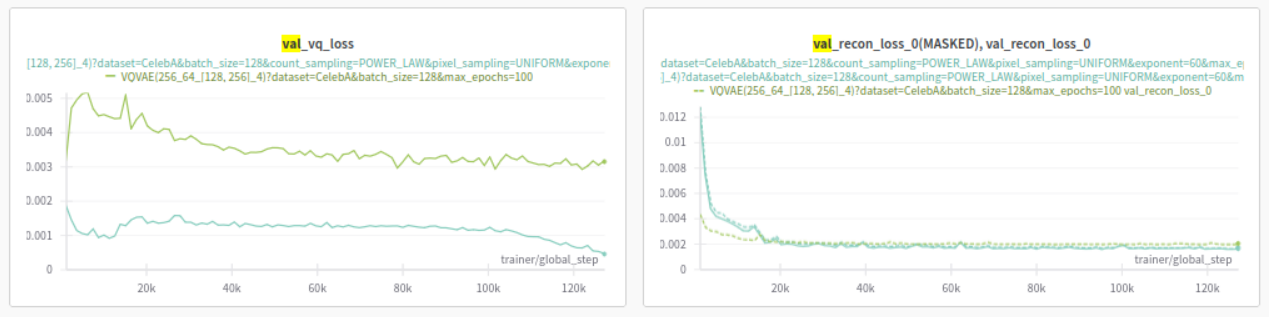 val_vq_loss
[128, 256]_4)?dataset=CelebA&batch_size=128&count_sampling=POWER_LAW&pixel_sampling=UNIFORM&expone
VQVAE(256_64_[128, 256]_4)?dataset=CelebA&batch_size=128&max_epochs=100
0.005
0.004
0.003
0.002
0.001
0
trainer/global_step
20k 40k 60k 80k 100k 120k
val_recon_loss_0(MASKED), val_recon_loss_0
dataset=CelebA&batch_size=128&count_sampling=POWER_LAW&pixel_sampling=UNIFORM&exponent=60&max_e
]_4)?dataset=CelebA&batch_size=128&count_sampling=POWER_LAW&pixel_sampling=UNIFORM&exponent=60&m
VQVAE(256_64_[128, 256]_4)?dataset=CelebA&batch_size=128&max_epochs=100 val_recon_loss_0
0.012
0.01
0.008
0.006
0.004
0.002
0
trainer/global_step
20k 40k 60k 80k 100k 120k